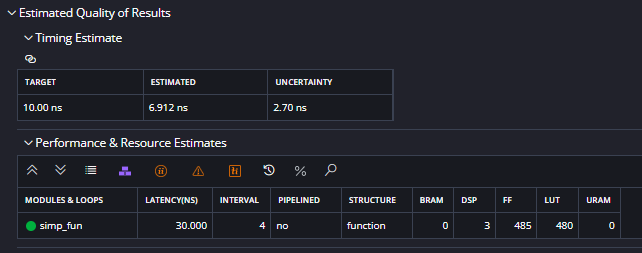 Estimated Quality of Results
Timing Estimate
TARGET ESTIMATED UNCERTAINTY
10.00 ns 6.912 ns 2.70 ns
Performance & Resource Estimates
MODULES & LOOPS LATENCY(NS) INTERVAL PIPELINED STRUCTURE BRAM DSP FF LUT URAM
simp_fun 30.000 4 no function 0 3 485 480 0